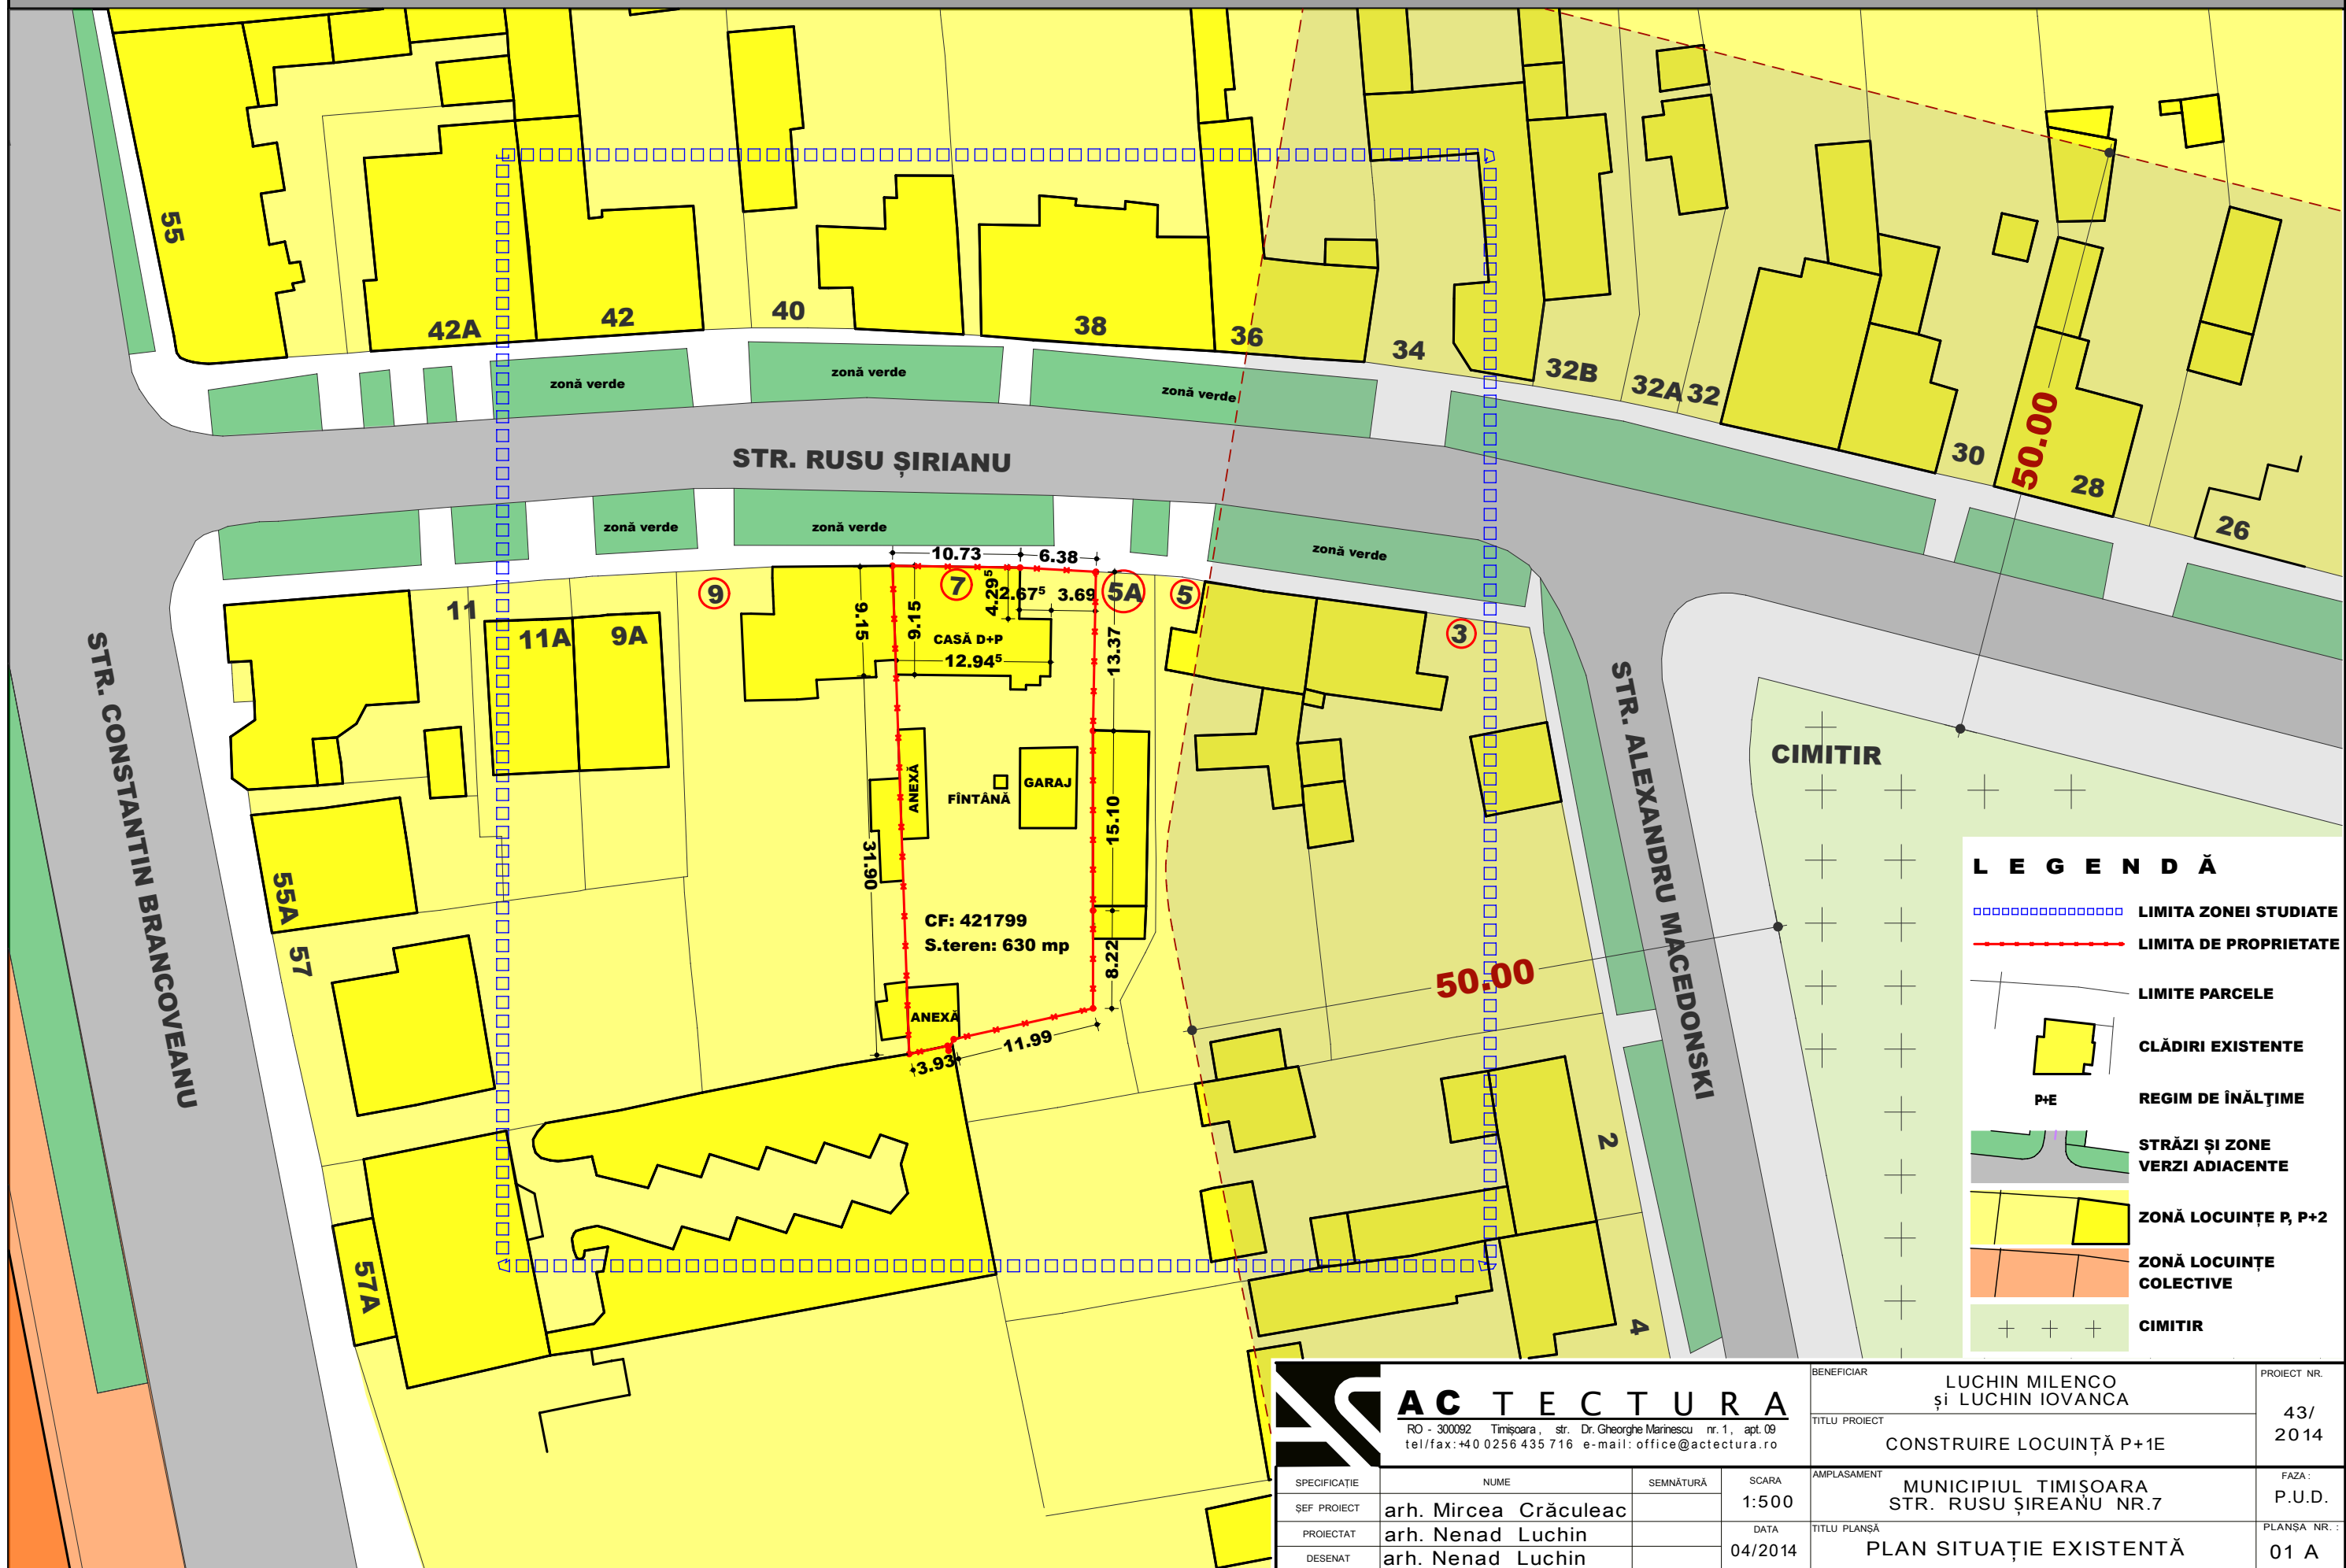 55
42A
42
40
38
36
34
32B
32A
32
30
28
26
50.00
zonă verde
zonă verde
zonă verde
STR. RUSU ȘIRIANU
zonă verde
zonă verde
zonă verde
10.73
6.38
9
7
5A
5
3
11
11A
9A
9.15
9.15
4.29⁵
2.67⁵
3.69
13.37
CASĂ D+P
12.94⁵
ANEXĂ
FÎNTÂNĂ
GARAJ
15.10
31.90
CF: 421799
S.teren: 630 mp
8.22
ANEXĂ
11.99
3.93
55A
57
57A
STR. CONSTANTIN BRANCOVEANU
STR. ALEXANDRU MACEDONSKI
50.00
2
4
CIMITIR
LEGENDĂ
LIMITA ZONEI STUDIATE
LIMITA DE PROPRIETATE
LIMITE PARCELE
CLĂDIRI EXISTENTE
P+E
REGIM DE ÎNĂLŢIME
STRĂZI ȘI ZONE
VERZI ADIACENTE
ZONĂ LOCUINȚE P, P+2
ZONĂ LOCUINȚE
COLECTIVE
CIMITIR
ACTECTURA
RO - 300092 Timișoara, str. Dr. Gheorghe Marinescu nr. 1, apt. 09
tel/fax: +40 0256 435 716 e-mail: office@actectura.ro
BENEFICIAR
LUCHIN MILENCO
și LUCHIN IOVANCA
PROIECT NR.
43/
2014
TITLU PROIECT
CONSTRUIRE LOCUINȚĂ P+1E
SPECIFICAȚIE
NUME
SEMNĂTURĂ
SCARA
1:500
AMPLASAMENT
MUNICIPIUL TIMIȘOARA
STR. RUSU ȘIREANU NR.7
FAZA :
P.U.D.
ȘEF PROIECT
arh. Mircea Crăculeac
PROIECTAT
arh. Nenad Luchin
DATA
04/2014
TITLU PLANȘĂ
PLAN SITUAȚIE EXISTENTĂ
PLANȘA NR. :
01 A
DESENAT
arh. Nenad Luchin